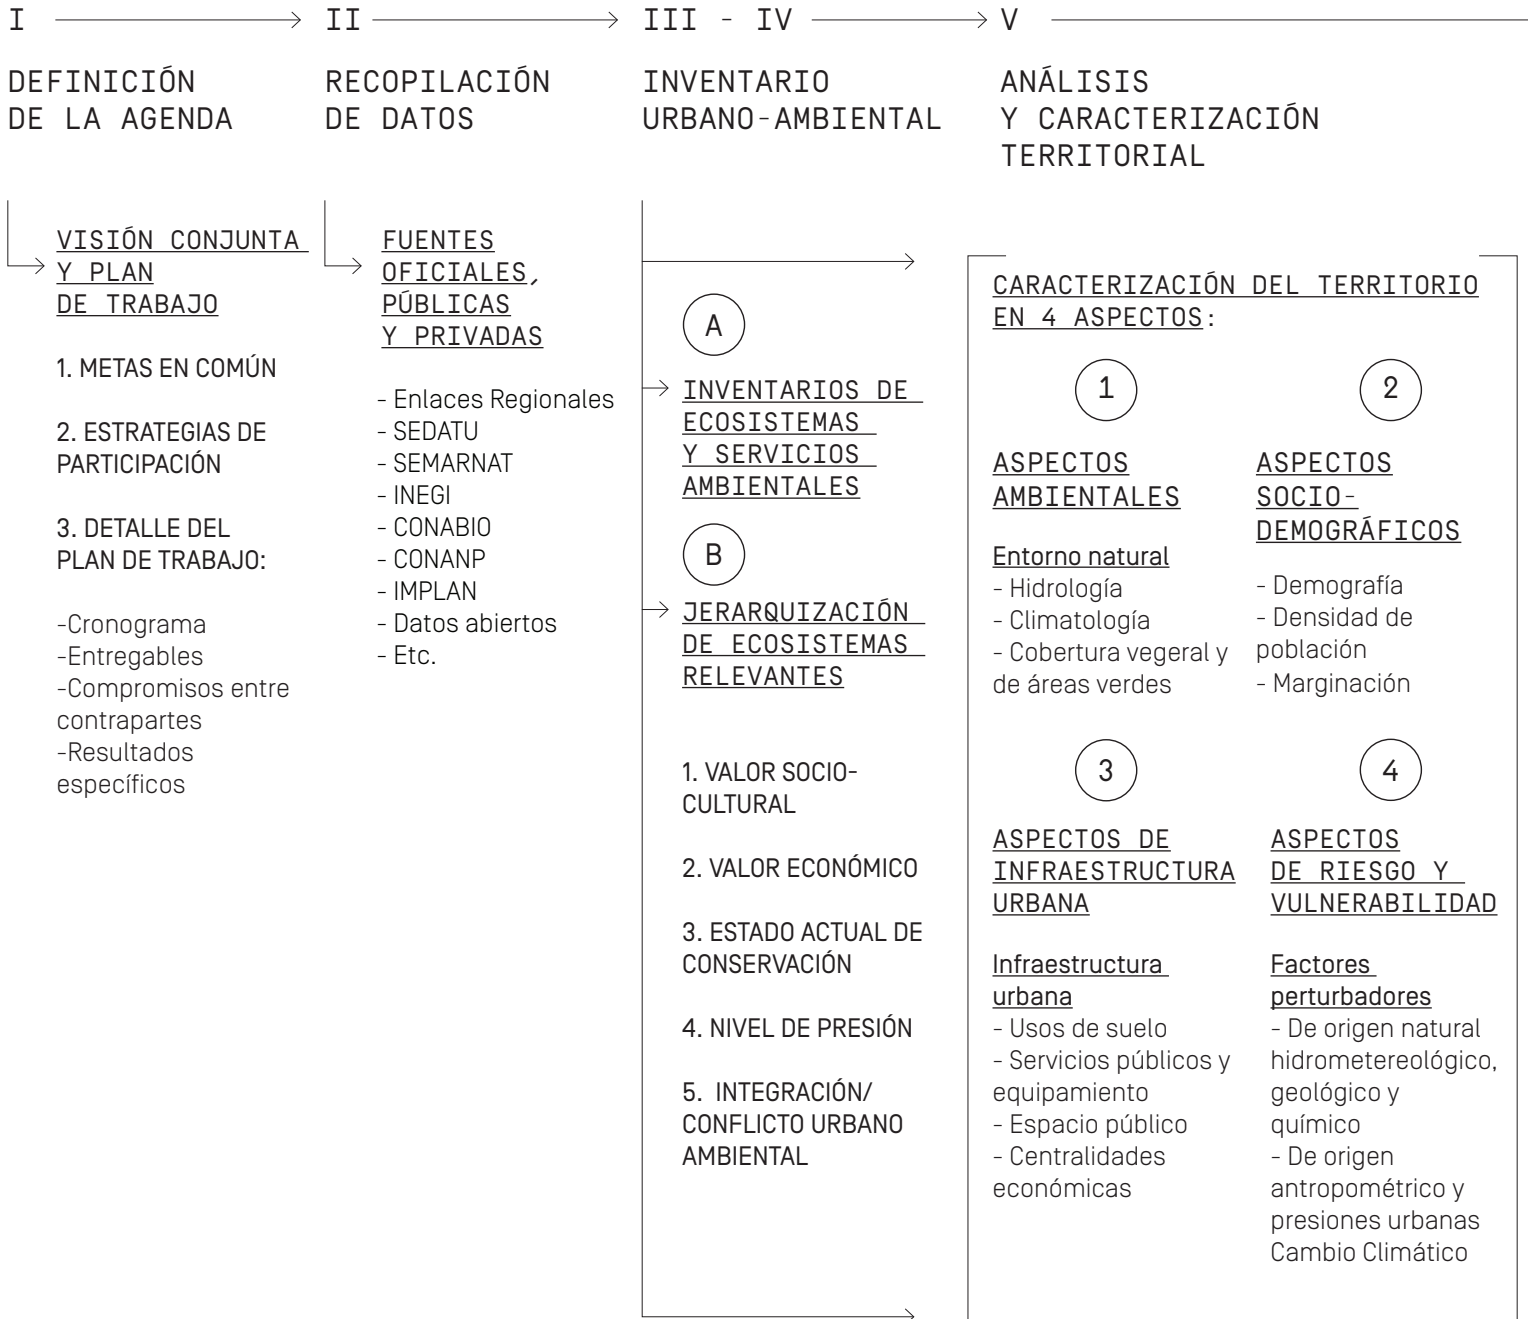 I
DEFINICIÓN
DE LA AGENDA
VISIÓN CONJUNTA
Y PLAN
DE TRABAJO
1. METAS EN COMÚN
2. ESTRATEGIAS DE
PARTICIPACIÓN
3. DETALLE DEL
PLAN DE TRABAJO:
-Cronograma
-Entregables
-Compromisos entre
contrapartes
-Resultados
específicos
II
RECOPILACIÓN
DE DATOS
FUENTES
OFICIALES,
PÚBLICAS
Y PRIVADAS
- Enlaces Regionales
- SEDATU
- SEMARNAT
- INEGI
- CONABIO
- CONANP
- IMPLAN
- Datos abiertos
- Etc.
III - IV
INVENTARIO
URBANO-AMBIENTAL
A
INVENTARIOS DE
ECOSISTEMAS
Y SERVICIOS
AMBIENTALES
B
JERARQUIZACIÓN
DE ECOSISTEMAS
RELEVANTES
1. VALOR SOCIO-
CULTURAL
2. VALOR ECONÓMICO
3. ESTADO ACTUAL DE
CONSERVACIÓN
4. NIVEL DE PRESIÓN
5. INTEGRACIÓN/
CONFLICTO URBANO
AMBIENTAL
V
ANÁLISIS
Y CARACTERIZACIÓN
TERRITORIAL
CARACTERIZACIÓN DEL TERRITORIO
EN 4 ASPECTOS:
1
ASPECTOS
AMBIENTALES
Entorno natural
- Hidrología
- Climatología
- Cobertura vegeral y
de áreas verdes
2
ASPECTOS
SOCIO-
DEMOGRÁFICOS
- Demografía
- Densidad de
población
- Marginación
3
ASPECTOS DE
INFRAESTRUCTURA
URBANA
Infraestructura
urbana
- Usos de suelo
- Servicios públicos y
equipamiento
- Espacio público
- Centralidades
económicas
4
ASPECTOS
DE RIESGO Y
VULNERABILIDAD
Factores
perturbadores
- De origen natural
hidrometereológico,
geológico y
químico
- De origen
antropométrico y
presiones urbanas
Cambio Climático